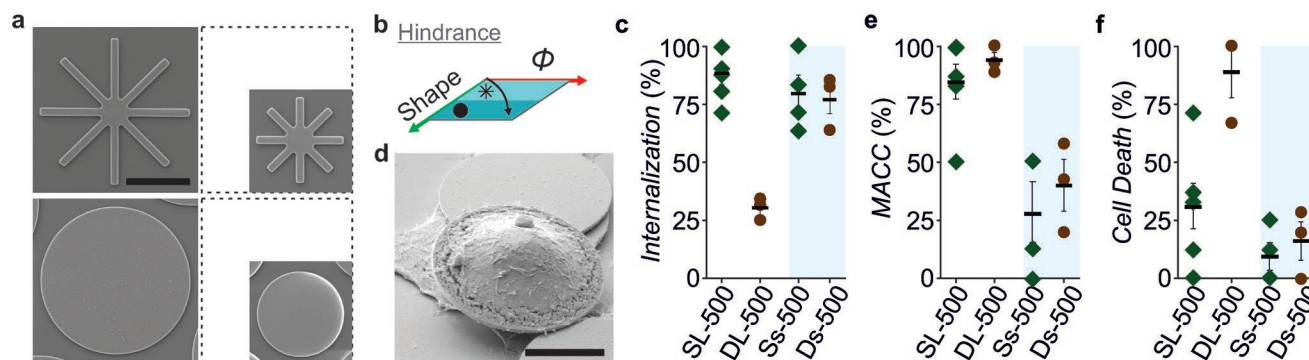 a
b
Hindrance
Φ
Shape
c
Internalization (%)
100
75
50
25
0
SL-500
DL-500
Ss-500
Ds-500
d
e
MACC (%)
100
75
50
25
0
SL-500
DL-500
Ss-500
Ds-500
f
Cell Death (%)
100
75
50
25
0
SL-500
DL-500
Ss-500
Ds-500